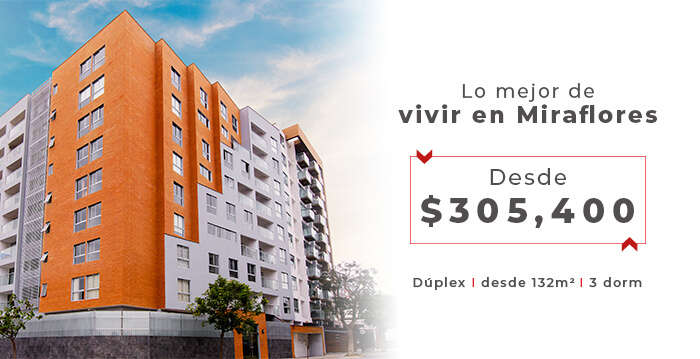 Lo mejor de
vivir en Miraflores
Desde
$305,400
Dúplex I desde 132m² I 3 dorm